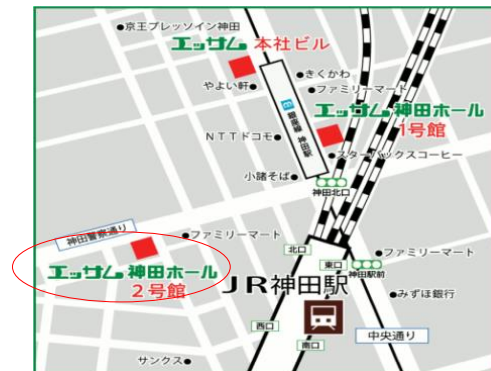 京王プレッソイン神田
エッサム 本社ビル
やよい軒
きくかわ
ファミリーマート
エッサム 神田ホール
1号館
NTTドコモ
スターバックスコーヒー
小諸そば
神田北口
神田警察通り
ファミリーマート
エッサム 神田ホール
2号館
北口
東口
ファミリーマート
神田駅前
JR神田駅
みずほ銀行
西口
南口
中央通り
サンクス